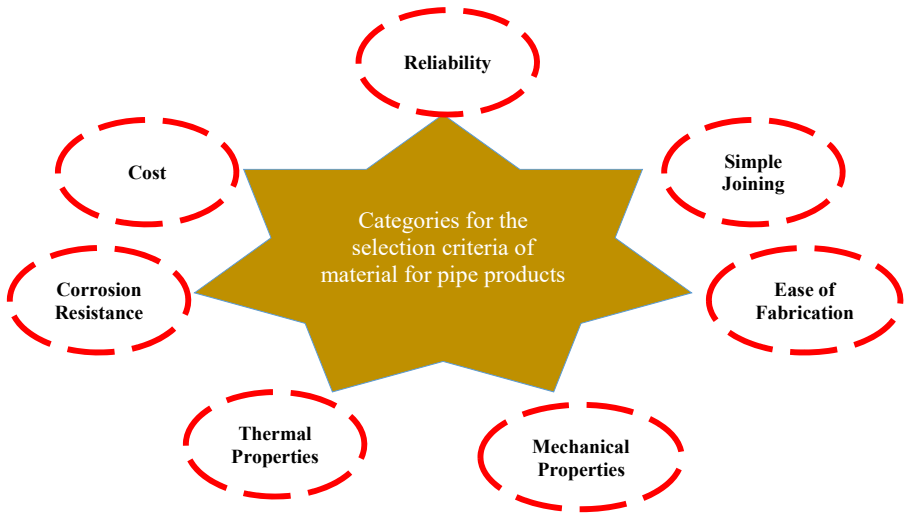 Reliability
Cost
Simple
Joining
Categories for the
selection criteria of
material for pipe products
Corrosion
Resistance
Ease of
Fabrication
Thermal
Properties
Mechanical
Properties